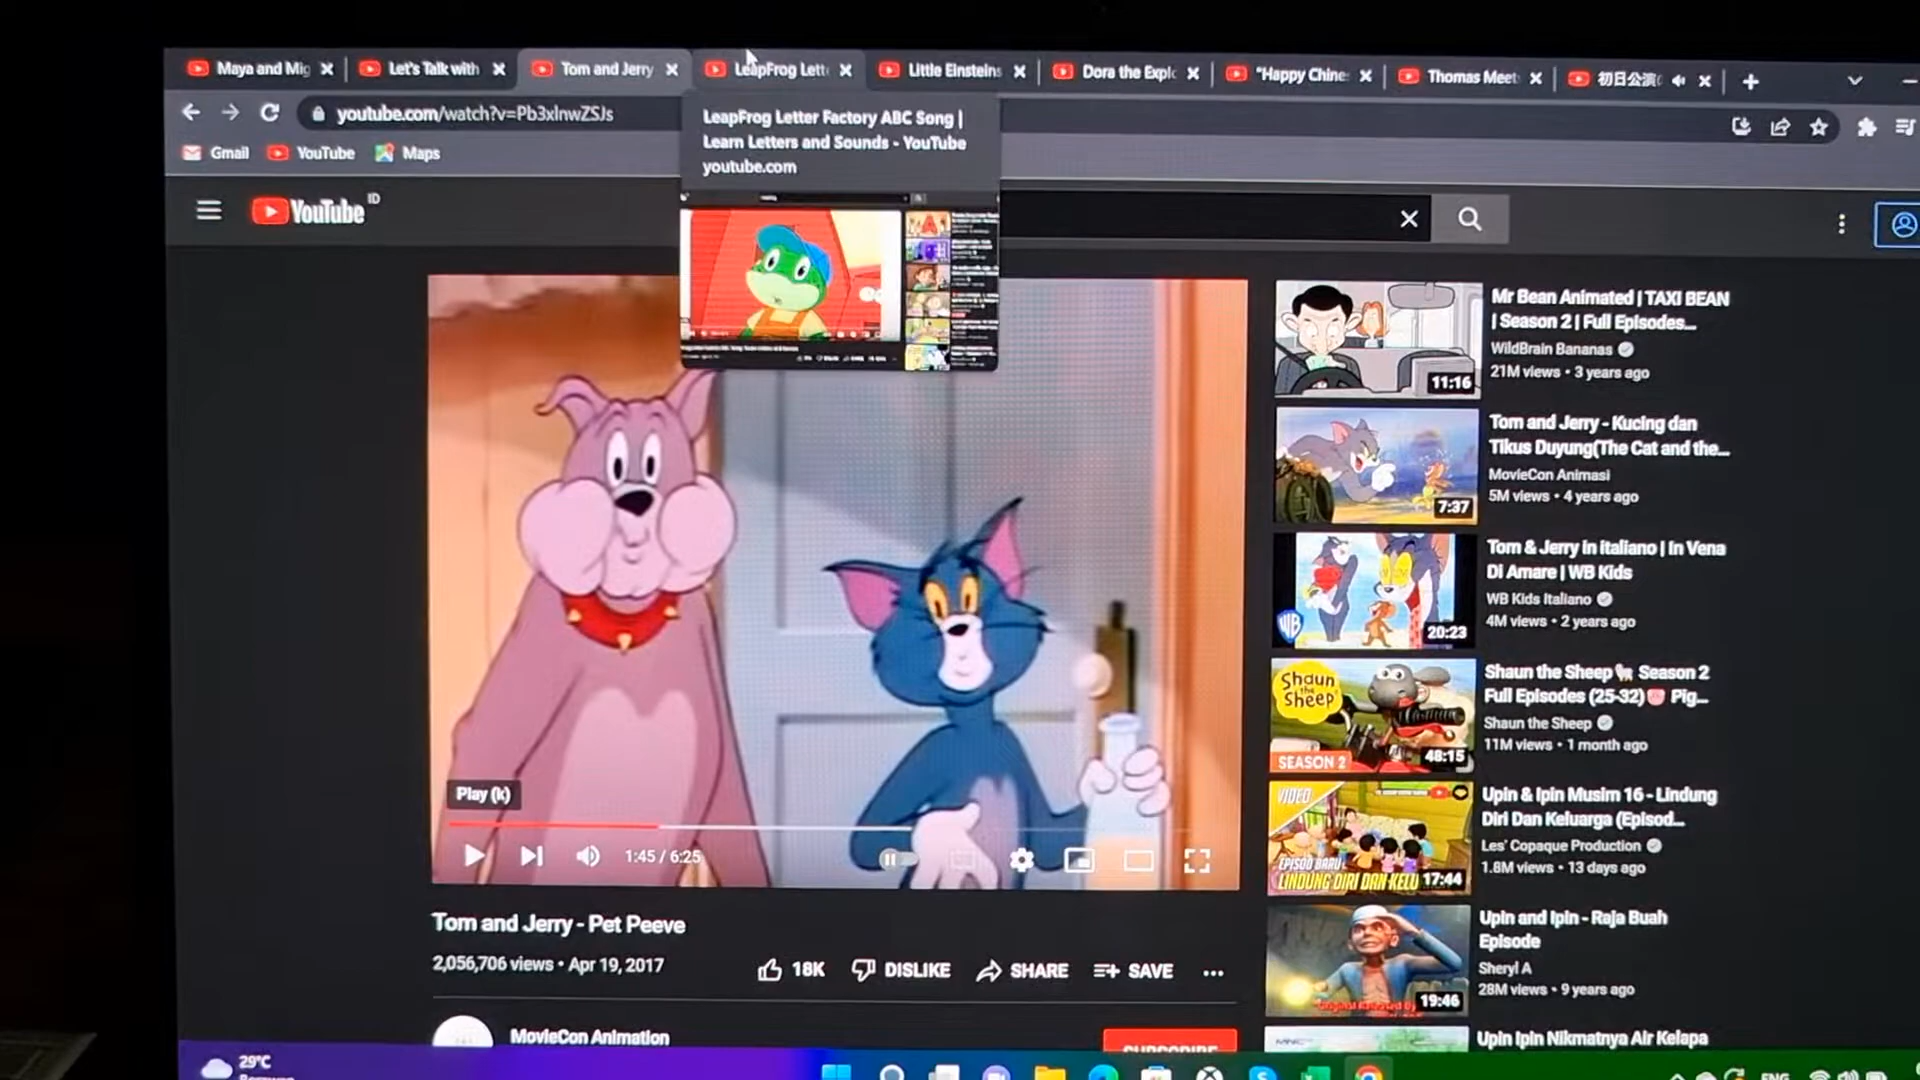 Maya and Mig
Let's Talk with
Tom and Jerry
LeapFrog Lett
Little Einsteins
Dora the Explo
"Happy Chine
Thomas Meet
初日公演
youtube.com/watch?v=Pb3xlnwZSJs
Gmail
YouTube
Maps
LeapFrog Letter Factory ABC Song |
Learn Letters and Sounds - YouTube
youtube.com
YouTube ID
Mr Bean Animated | TAXI BEAN
| Season 2 | Full Episodes...
WildBrain Bananas
21M views • 3 years ago
11:16
Tom and Jerry - Kucing dan
Tikus Duyung(The Cat and the...
MovieCon Animasi
5M views • 4 years ago
7:37
Tom & Jerry in italiano | In Vena
Di Amare | WB Kids
WB Kids Italiano
4M views • 2 years ago
WB
20:23
Shaun the Sheep 🐑 Season 2
Full Episodes (25-32)🐷 Pig...
Shaun the Sheep
11M views • 1 month ago
Shaun
the
Sheep
SEASON 2
48:15
Upin & Ipin Musim 16 - Lindung
Diri Dan Keluarga (Episod...
Les' Copaque Production
1.8M views • 13 days ago
VIDEO
EPISOD BARU
LINDUNG DIRI DAN KELU
17:44
Upin and Ipin - Raja Buah
Episode
Sheryl A
28M views • 9 years ago
19:46
Upin Ipin Nikmatnya Air Kelapa
Play (k)
1:45 / 6:25
Tom and Jerry - Pet Peeve
2,056,706 views • Apr 19, 2017
18K
DISLIKE
SHARE
SAVE
MovieCon Animation
SUBSCRIBE
29°C
ENG